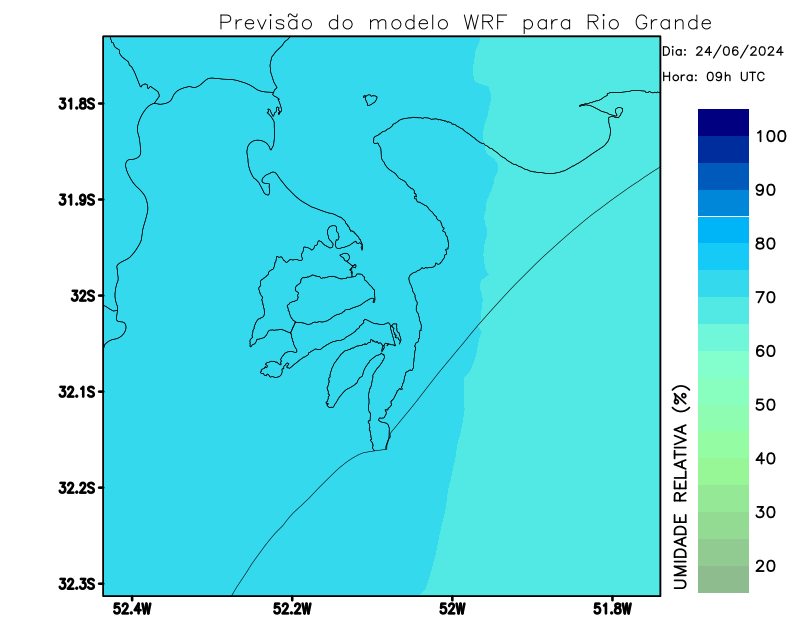 Previsão do modelo WRF para Rio Grande
Dia: 24/06/2024
Hora: 09h UTC
31.8S
31.9S
32S
32.1S
32.2S
32.3S
52.4W
52.2W
52W
51.8W
UMIDADE RELATIVA (%)
100
90
80
70
60
50
40
30
20